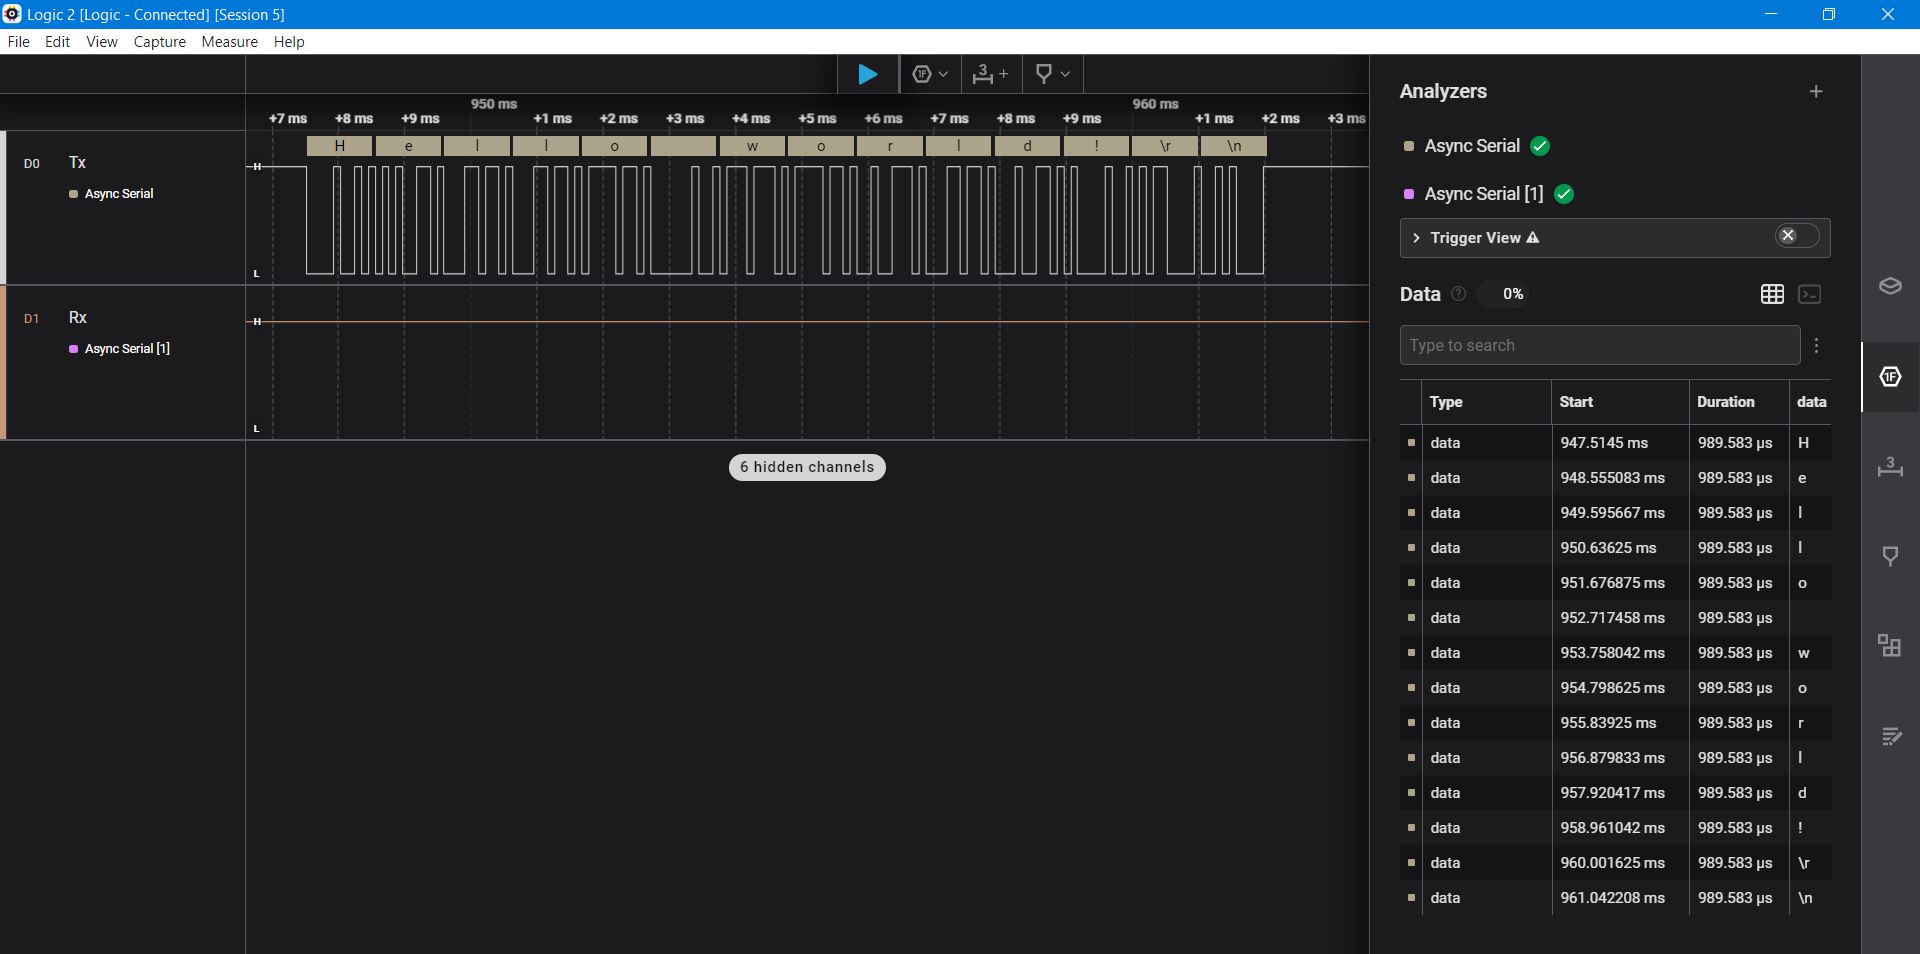 Logic 2 [Logic - Connected] [Session 5]
File Edit View Capture Measure Help
1F 3 +
950 ms 960 ms
+7 ms +8 ms +9 ms +1 ms +2 ms +3 ms +4 ms +5 ms +6 ms +7 ms +8 ms +9 ms +1 ms +2 ms +3 ms
H e l l o w o r l d ! \r \n
D0 Tx H
Async Serial
L
D1 Rx H
Async Serial [1]
L
6 hidden channels
Analyzers +
Async Serial
Async Serial [1]
Trigger View
Data ? 0%
Type to search
Type Start Duration data
data 947.5145 ms 989.583 µs H
data 948.555083 ms 989.583 µs e
data 949.595667 ms 989.583 µs l
data 950.63625 ms 989.583 µs l
data 951.676875 ms 989.583 µs o
data 952.717458 ms 989.583 µs
data 953.758042 ms 989.583 µs w
data 954.798625 ms 989.583 µs o
data 955.83925 ms 989.583 µs r
data 956.879833 ms 989.583 µs l
data 957.920417 ms 989.583 µs d
data 958.961042 ms 989.583 µs !
data 960.001625 ms 989.583 µs \r
data 961.042208 ms 989.583 µs \n
1F
3